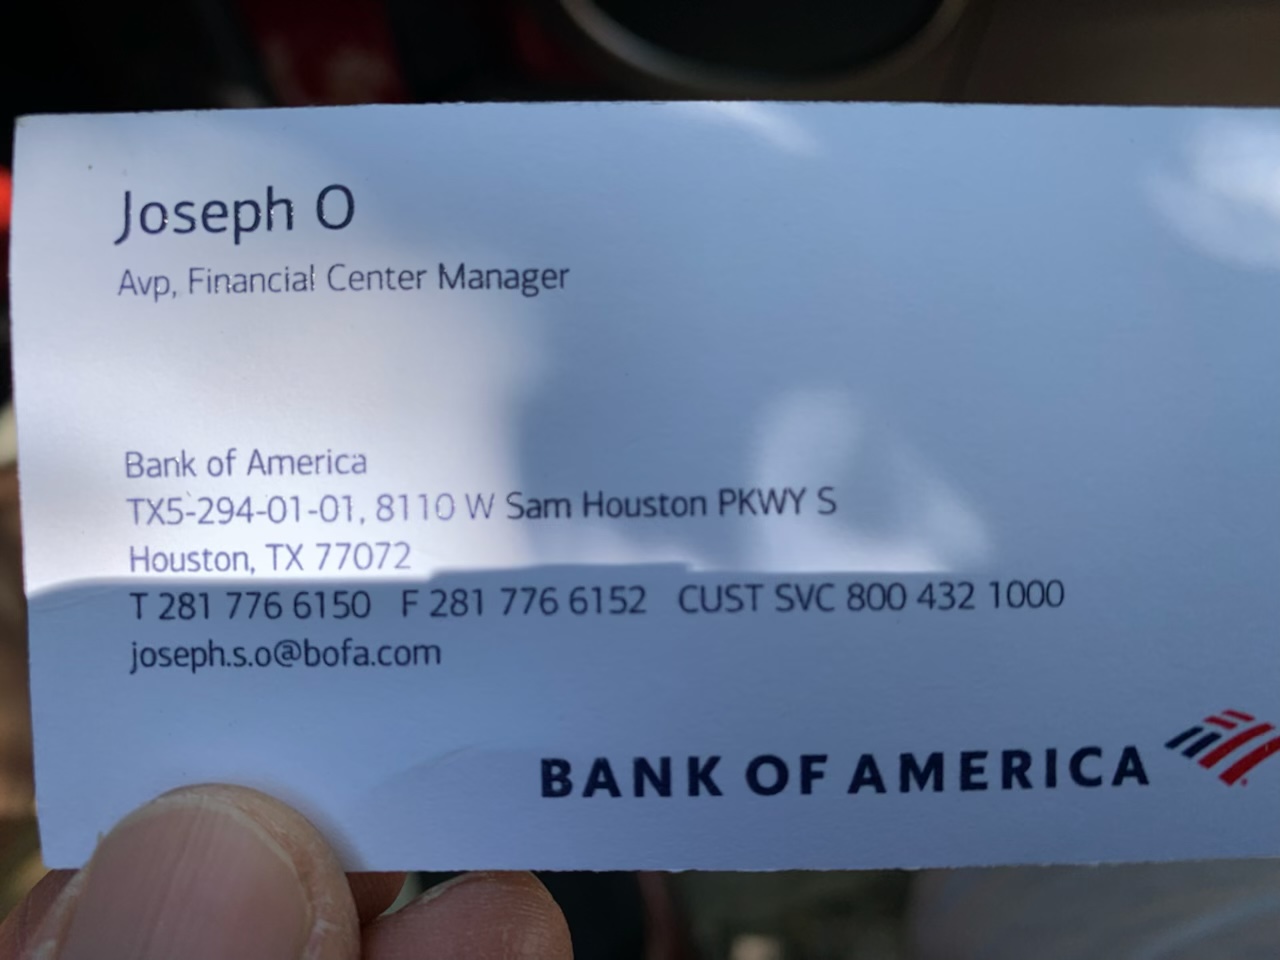 Joseph O
Avp, Financial Center Manager
Bank of America
TX5-294-01-01, 8110 W Sam Houston PKWY S
Houston, TX 77072
T 281 776 6150 F 281 776 6152 CUST SVC 800 432 1000
joseph.s.o@bofa.com
BANK OF AMERICA